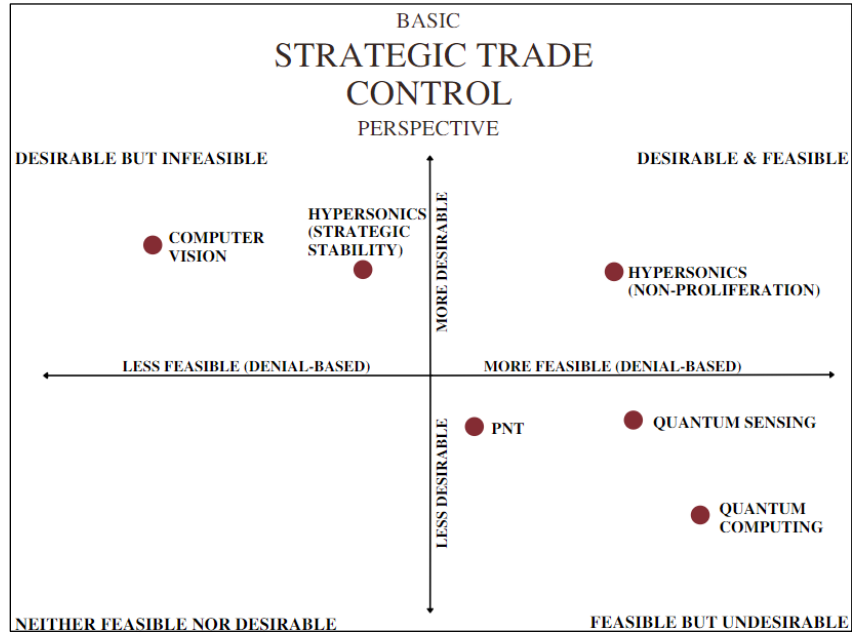 BASIC
STRATEGIC TRADE
CONTROL
PERSPECTIVE
DESIRABLE BUT INFEASIBLE
DESIRABLE & FEASIBLE
COMPUTER
VISION
HYPERSONICS
(STRATEGIC
STABILITY)
MORE DESIRABLE
HYPERSONICS
(NON-PROLIFERATION)
LESS FEASIBLE (DENIAL-BASED)
MORE FEASIBLE (DENIAL-BASED)
LESS DESIRABLE
PNT
QUANTUM SENSING
QUANTUM
COMPUTING
NEITHER FEASIBLE NOR DESIRABLE
FEASIBLE BUT UNDESIRABLE